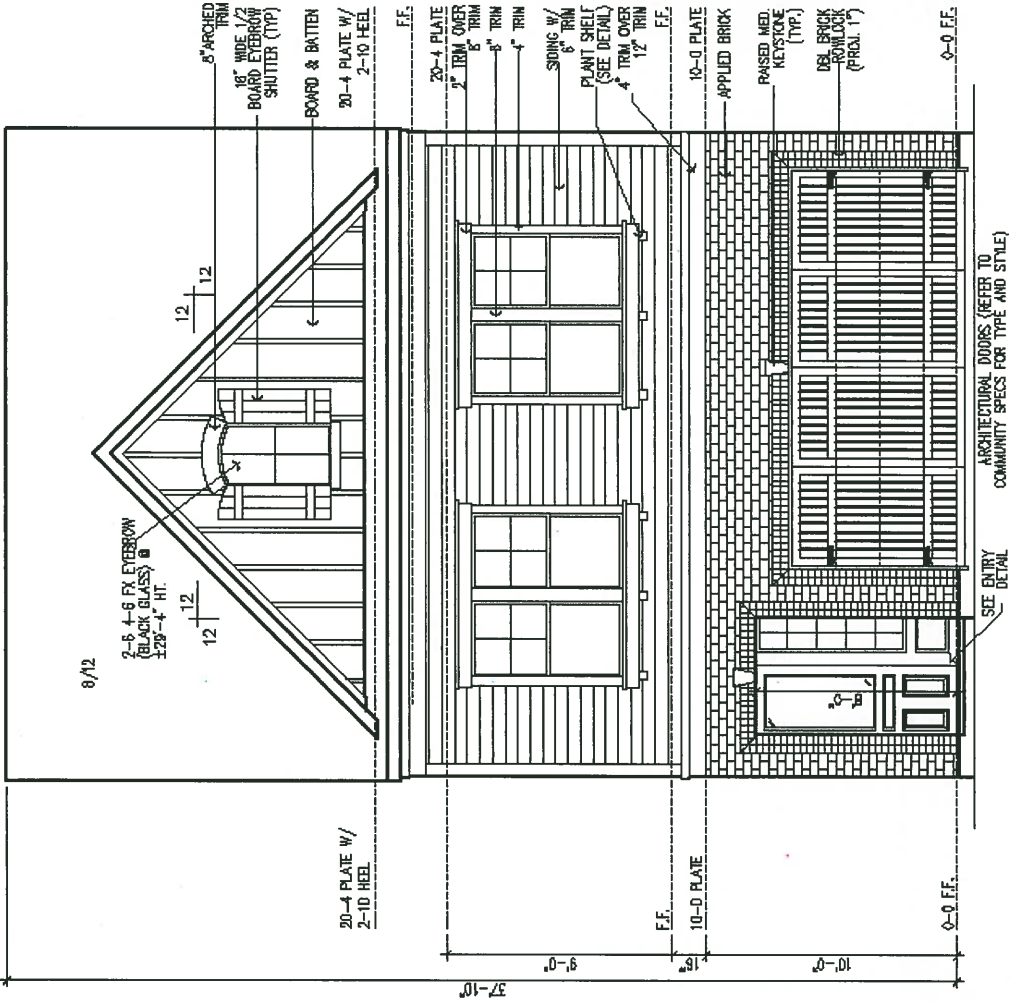 8" ARCHED
TRIM
18" WIDE 1/2
BOARD EYEBROW
SHUTTER (TYP)
BOARD & BATTEN
20-4 PLATE W/
2-10 HEEL
F.F.
20-4 PLATE
2" TRIM OVER
8" TRIM
8" TRIM
4" TRIM
SIDING W/
6" TRIM
PLANT SHELF
(SEE DETAIL)
4" TRIM OVER
12" TRIM
F.F.
10-0 PLATE
APPLIED BRICK
RAISED MED.
KEYSTONE
(TYP.)
DBL BRICK
ROWLOCK
(PROJ. 1")
0-0 F.F.
12
12
8/12
2-6 4-6 FX EYEBROW
(BLACK GLASS) @
±29'-4" HT.
12
12
20-4 PLATE W/
2-10 HEEL
F.F.
10-0 PLATE
0-0 F.F.
37'-10"
9'-0"
16"
10'-0"
8'-0"
SEE ENTRY
DETAIL
ARCHITECTURAL DOORS (REFER TO
COMMUNITY SPECS FOR TYPE AND STYLE)